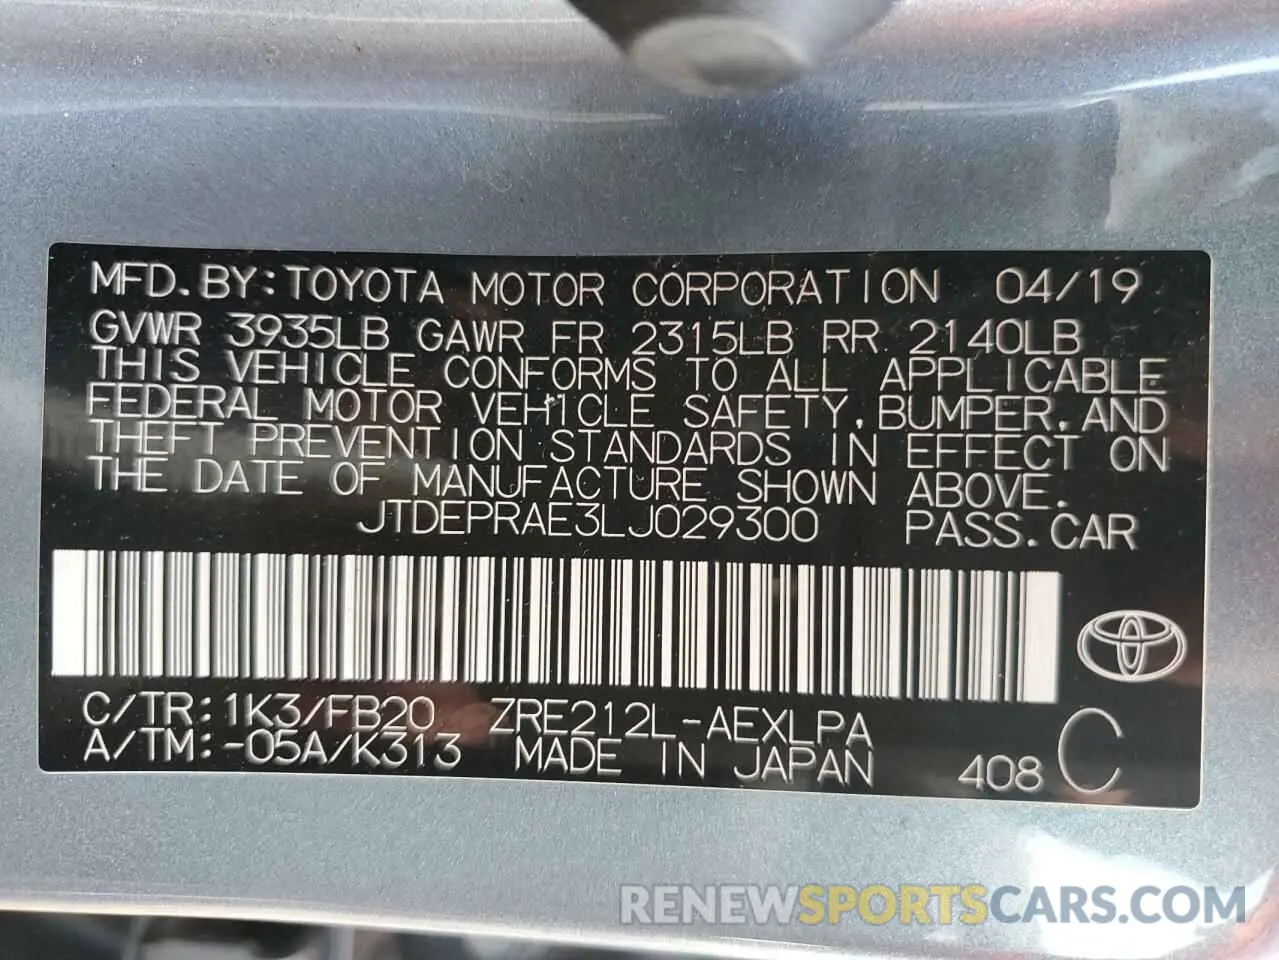 MFD.BY:TOYOTA MOTOR CORPORATION 04/19
GVWR 3935LB GAWR FR 2315LB RR 2140LB
THIS VEHICLE CONFORMS TO ALL APPLICABLE
FEDERAL MOTOR VEHICLE SAFETY,BUMPER,AND
THEFT PREVENTION STANDARDS IN EFFECT ON
THE DATE OF MANUFACTURE SHOWN ABOVE.
JTDEPRAE3LJ029300 PASS.CAR
C/TR:1K3/FB20 ZRE212L-AEXLPA
A/TM:-05A/K313 MADE IN JAPAN 408 C
RENEWSPORTSCARS.COM